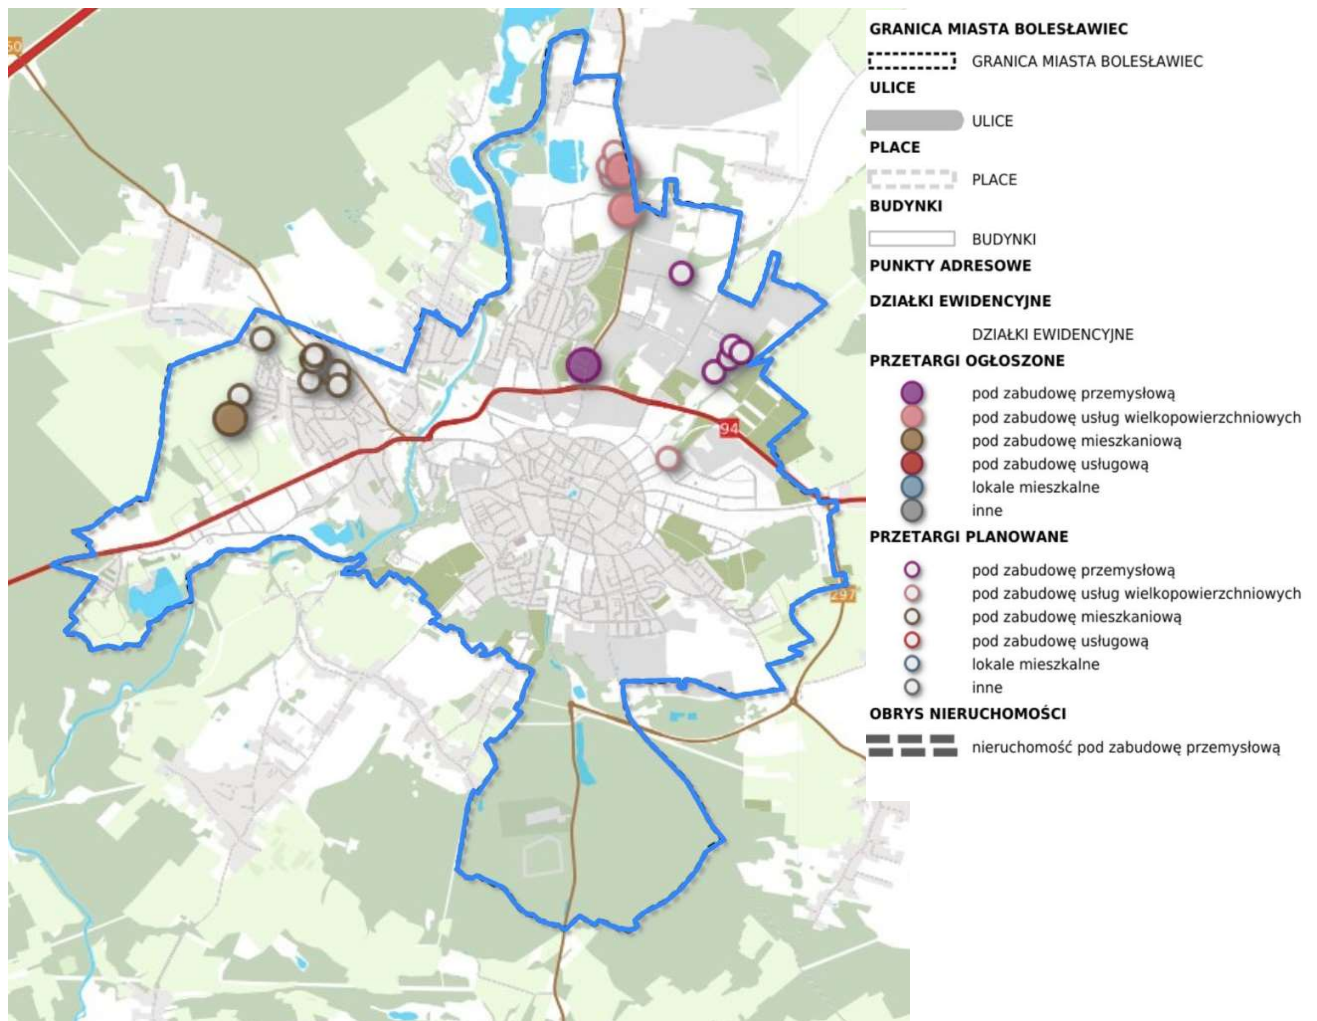 GRANICA MIASTA BOLESŁAWIEC
GRANICA MIASTA BOLESŁAWIEC
ULICE
ULICE
PLACE
PLACE
BUDYNKI
BUDYNKI
PUNKTY ADRESOWE
DZIAŁKI EWIDENCYJNE
DZIAŁKI EWIDENCYJNE
PRZETARGI OGŁOSZONE
pod zabudowę przemysłową
pod zabudowę usług wielkopowierzchniowych
pod zabudowę mieszkaniową
pod zabudowę usługową
lokale mieszkalne
inne
PRZETARGI PLANOWANE
pod zabudowę przemysłową
pod zabudowę usług wielkopowierzchniowych
pod zabudowę mieszkaniową
pod zabudowę usługową
lokale mieszkalne
inne
OBRYS NIERUCHOMOŚCI
nieruchomość pod zabudowę przemysłową
94
297